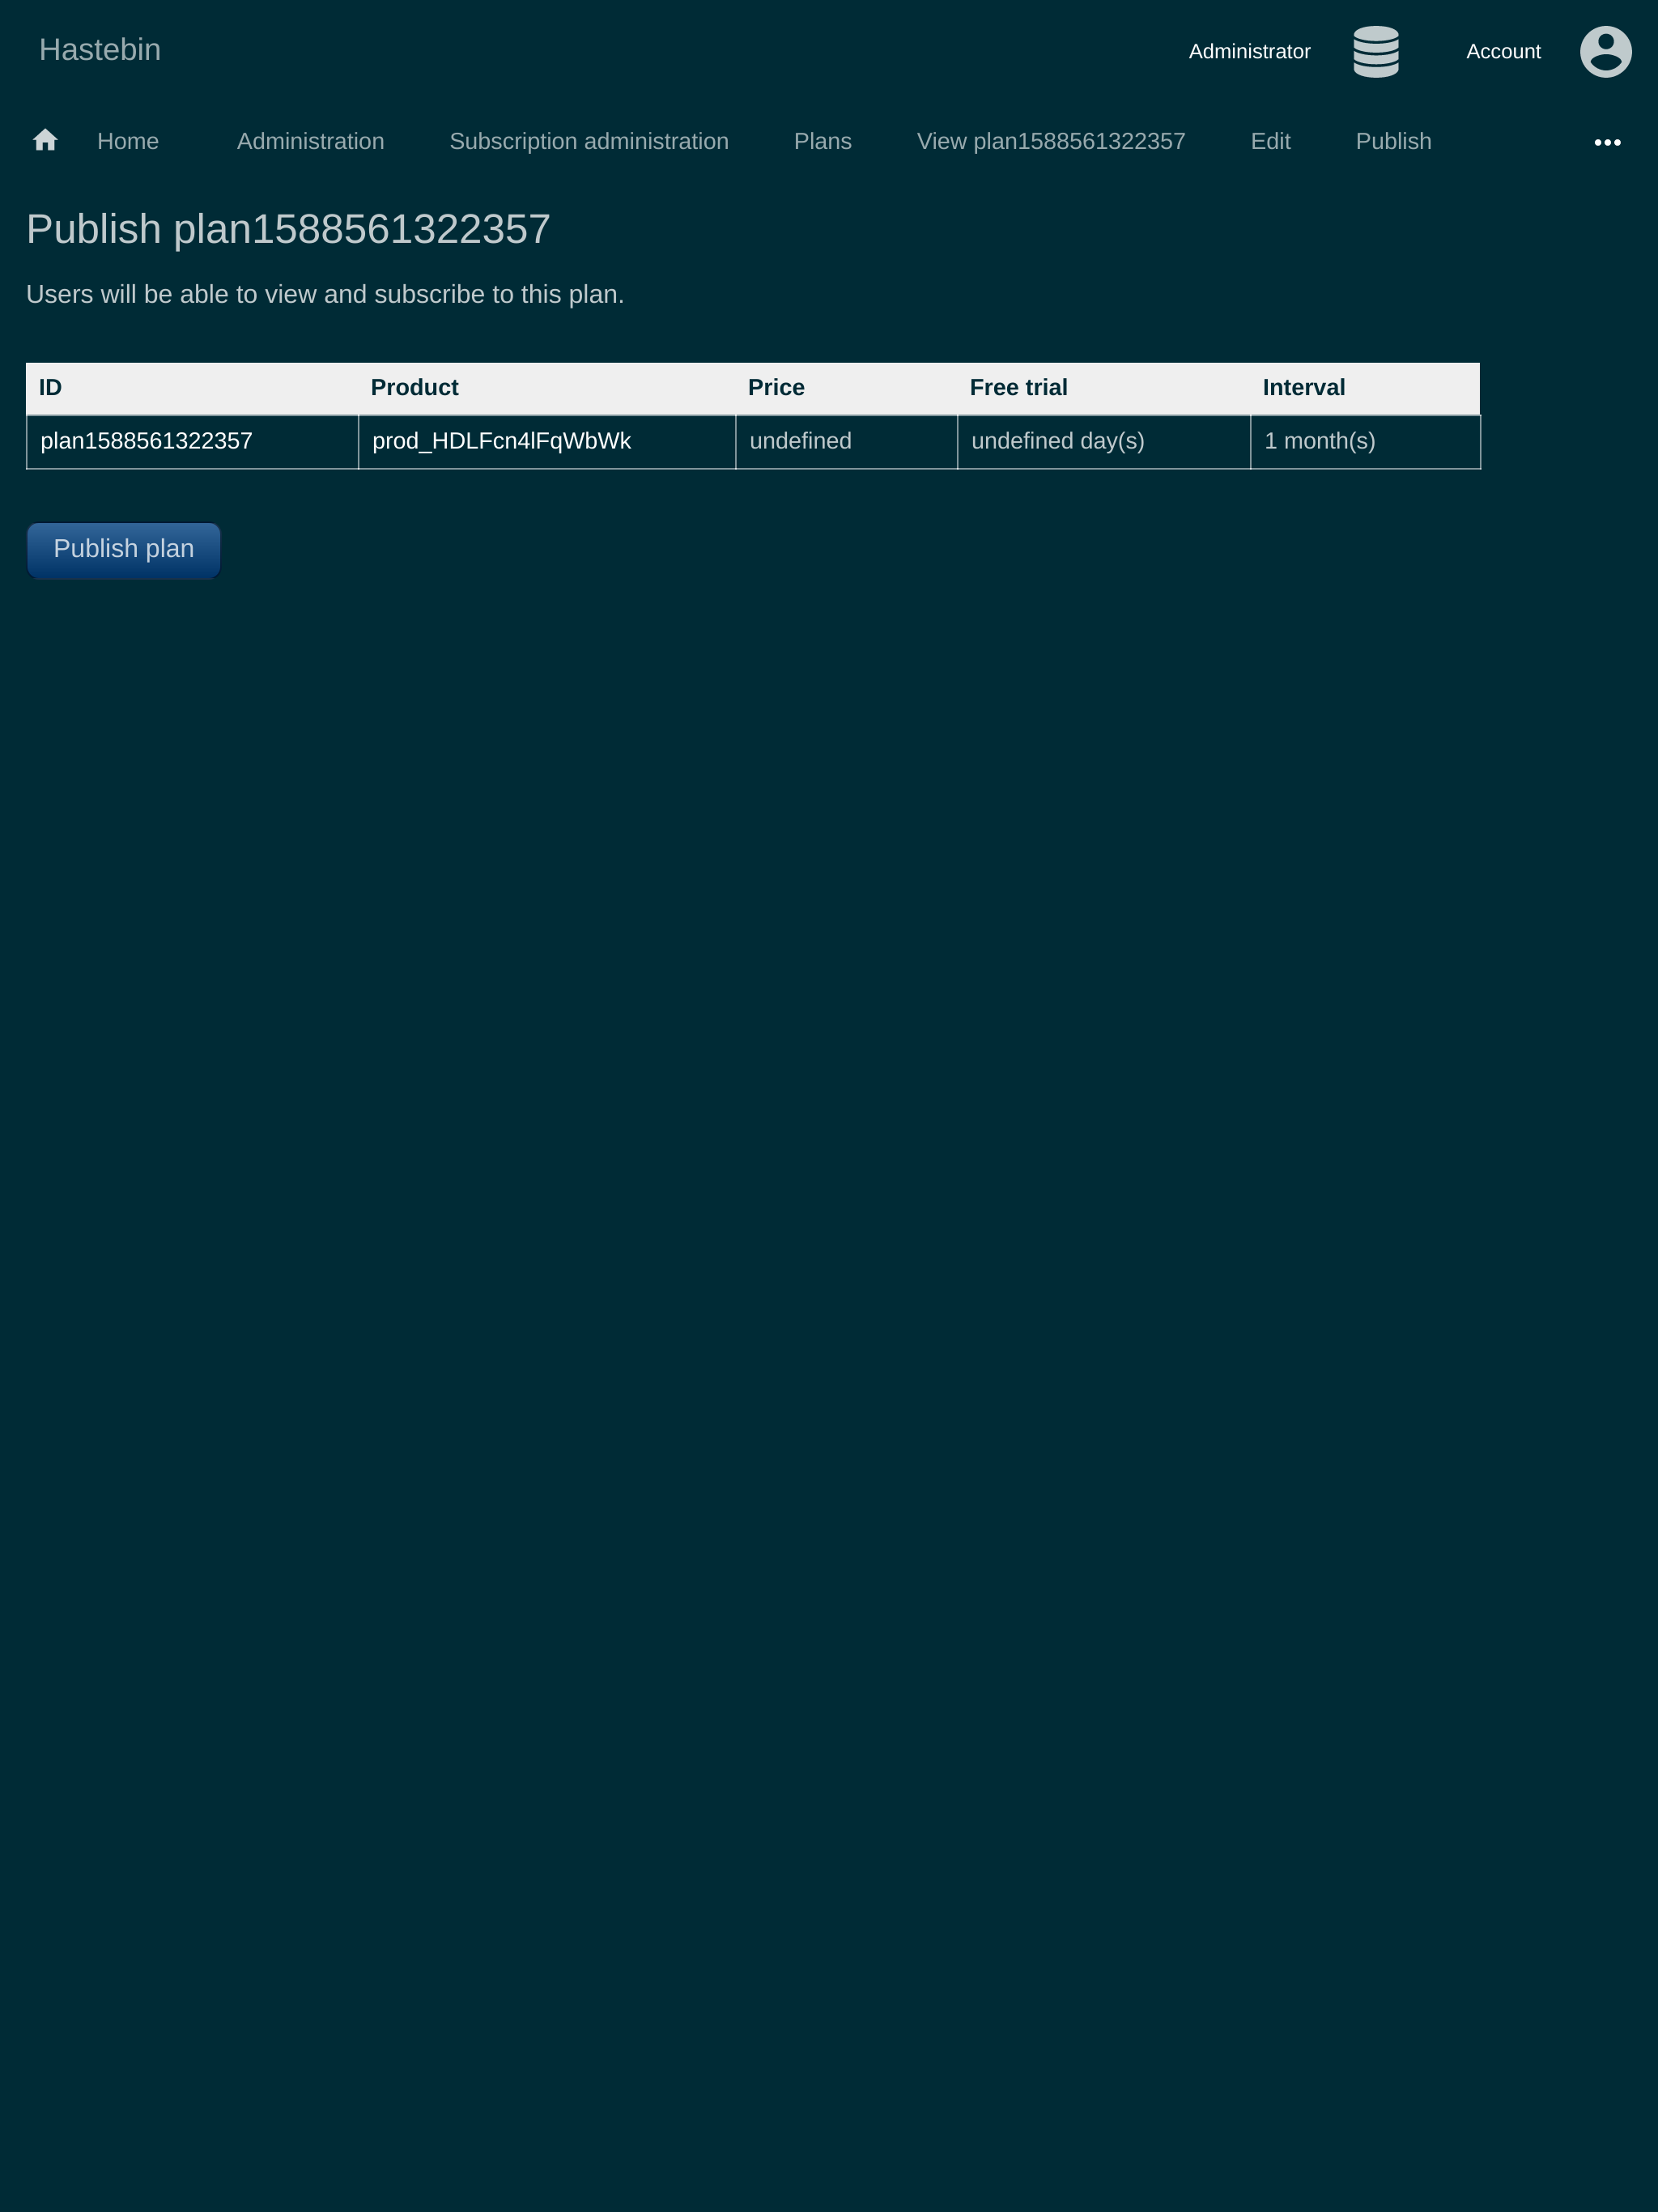 Hastebin
Administrator Account
Home Administration Subscription administration Plans View plan1588561322357 Edit Publish •••
Publish plan1588561322357
Users will be able to view and subscribe to this plan.
ID Product Price Free trial Interval
plan1588561322357 prod_HDLFcn4lFqWbWk undefined undefined day(s) 1 month(s)
Publish plan